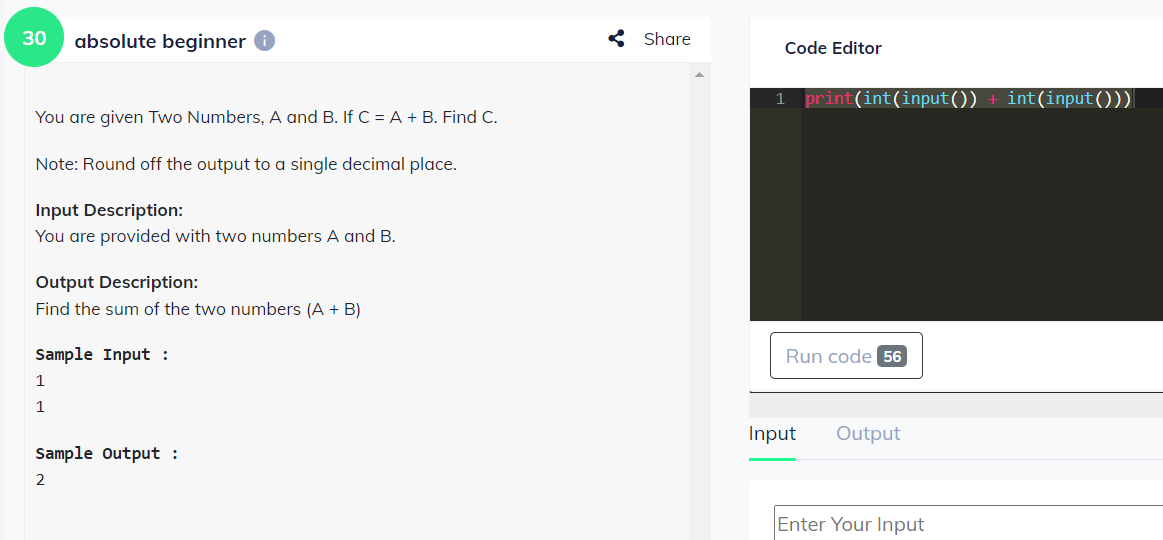 30
absolute beginner i
Share
You are given Two Numbers, A and B. If C = A + B. Find C.
Note: Round off the output to a single decimal place.
Input Description:
You are provided with two numbers A and B.
Output Description:
Find the sum of the two numbers (A + B)
Sample Input :
1
1
Sample Output :
2
Code Editor
1 print(int(input()) + int(input()))
Run code 56
Input Output
Enter Your Input